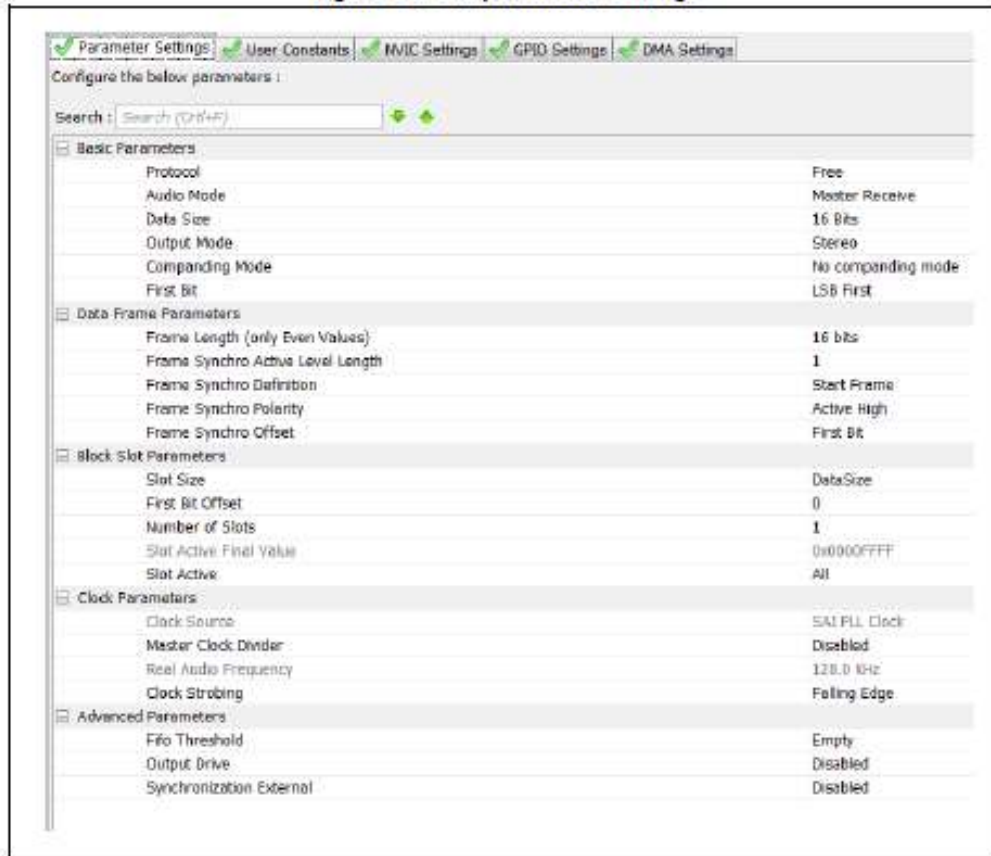 Parameter Settings User Constants NVIC Settings GPIO Settings DMA Settings
Configure the below parameters :
Search : Search (Crtl+F)
Basic Parameters
Protocol Free
Audio Mode Master Receive
Data Size 16 Bits
Output Mode Stereo
Companding Mode No companding mode
First Bit LSB First
Data Frame Parameters
Frame Length (only Even Values) 16 bits
Frame Synchro Active Level Length 1
Frame Synchro Definition Start Frame
Frame Synchro Polarity Active High
Frame Synchro Offset First Bit
Block Slot Parameters
Slot Size DataSize
First Bit Offset 0
Number of Slots 1
Slot Active Final Value 0x0000FFFF
Slot Active All
Clock Parameters
Clock Source SAI PLL Clock
Master Clock Divider Disabled
Real Audio Frequency 128.0 KHz
Clock Strobing Falling Edge
Advanced Parameters
Fifo Threshold Empty
Output Drive Disabled
Synchronization External Disabled